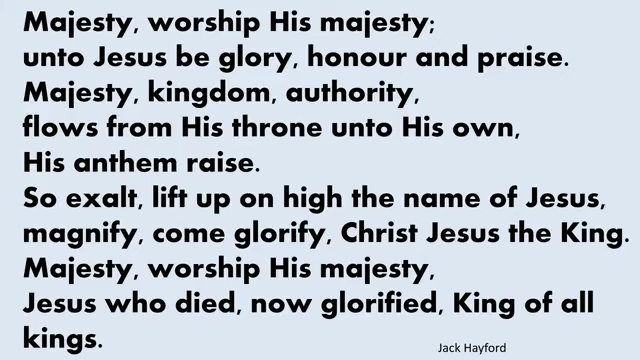 Majesty, worship His majesty;
unto Jesus be glory, honour and praise.
Majesty, kingdom, authority,
flows from His throne unto His own,
His anthem raise.
So exalt, lift up on high the name of Jesus,
magnify, come glorify, Christ Jesus the King.
Majesty, worship His majesty,
Jesus who died, now glorified, King of all
kings.
Jack Hayford